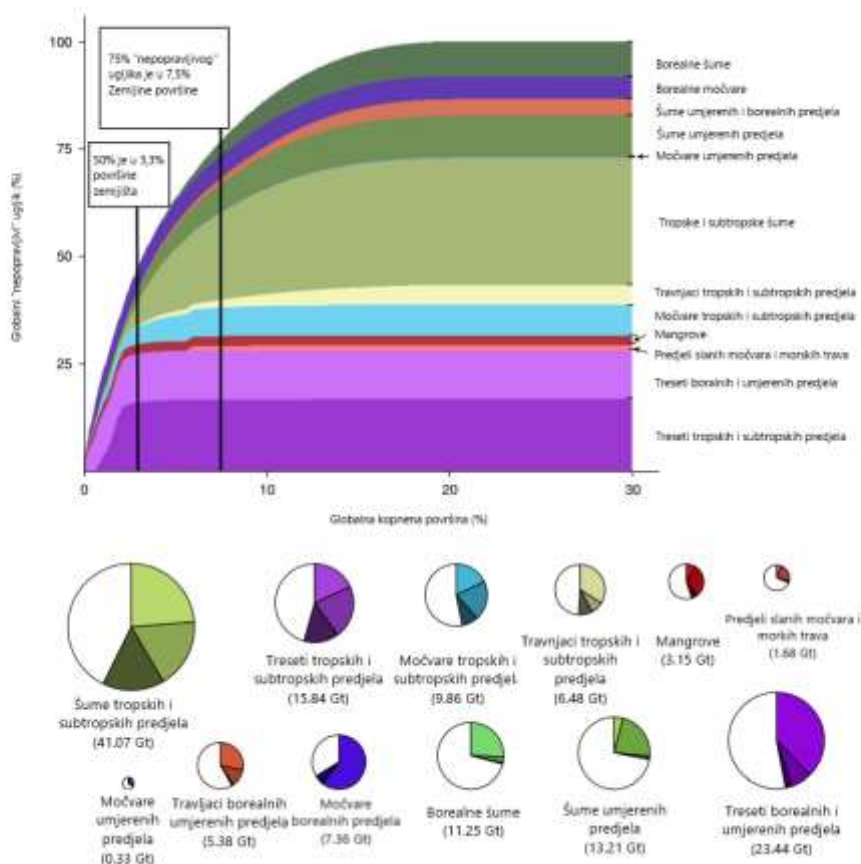 100
75
50
25
75% "nepopravljivog"
ugljika je u 7,5%
Zemljine površine
50% je u 3,3%
površine
zemljišta
Globalni "nepopravljivi" ugljik (%)
0
10
20
30
Globalna kopnena površina (%)
Borealne šume
Borealne močvare
Šume umjerenih i borealnih predjela
Šume umjerenih predjela
Močvare umjerenih predjela
Tropske i subtropske šume
Travnjaci tropskih i subtropskih predjela
Močvare tropskih i subtropskih predjela
Mangrove
Predjeli slanih močvara i morskih trava
Treseti boralnih i umjerenih predjela
Treseti tropskih i subtropskih predjela
Šume tropskih i
subtropskih predjela
(41.07 Gt)
Treseti tropskih i
subtropskih predjela
(15.84 Gt)
Močvare tropskih i
subtropskih predjel
(9.86 Gt)
Travnjaci tropskih i
subtropskih
predjela
(6.48 Gt)
Mangrove
(3.15 Gt)
Predjeli slanih močvara i
morkih trava
(1.68 Gt)
Močvare
umjerenih
predjela
(0.33 Gt)
Travljaci borealnih
umjerenih predjela
(5.38 Gt)
Močvare
borealnih predjela
(7.36 Gt)
Borealne šume
(11.25 Gt)
Šume umjerenih
predjela
(13.21 Gt)
Treseti borealnih i
umjerenih predjela
(23.44 Gt)